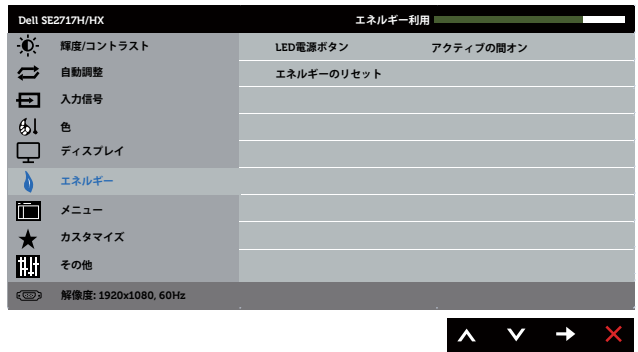 Dell SE2717H/HX エネルギー利用
輝度/コントラスト LED電源ボタン アクティブの間オン
自動調整 エネルギーのリセット
入力信号
色
ディスプレイ
エネルギー
メニュー
カスタマイズ
その他
解像度: 1920x1080, 60Hz